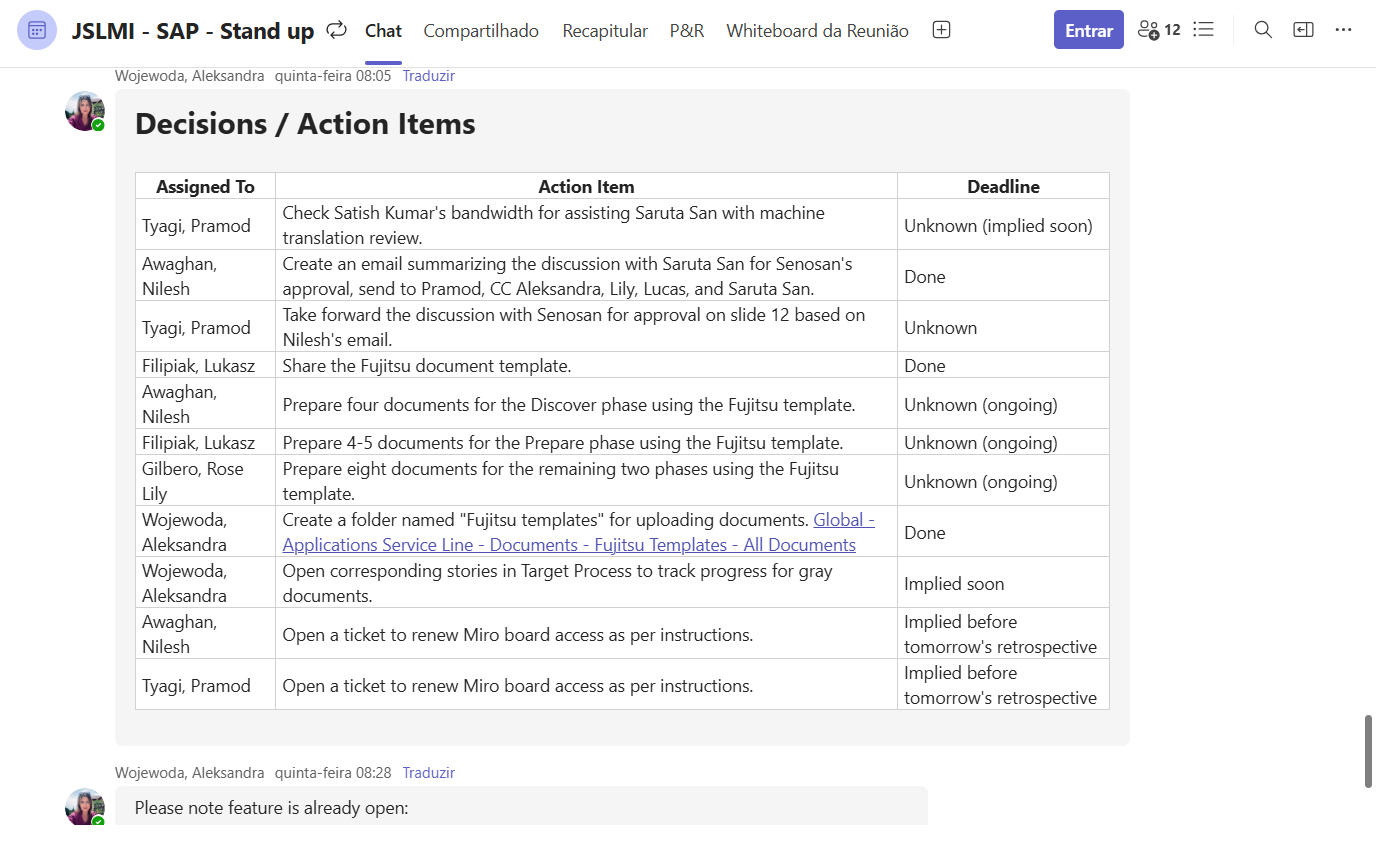 JSLMI - SAP - Stand up Chat Compartilhado Recapitular P&R Whiteboard da Reunião Entrar 12
Wojewoda, Aleksandra quinta-feira 08:05 Traduzir
Decisions / Action Items
Assigned To Action Item Deadline
Tyagi, Pramod Check Satish Kumar's bandwidth for assisting Saruta San with machine
translation review. Unknown (implied soon)
Awaghan,
Nilesh Create an email summarizing the discussion with Saruta San for Senosan's
approval, send to Pramod, CC Aleksandra, Lily, Lucas, and Saruta San. Done
Tyagi, Pramod Take forward the discussion with Senosan for approval on slide 12 based on
Nilesh's email. Unknown
Filipiak, Lukasz Share the Fujitsu document template. Done
Awaghan,
Nilesh Prepare four documents for the Discover phase using the Fujitsu template. Unknown (ongoing)
Filipiak, Lukasz Prepare 4-5 documents for the Prepare phase using the Fujitsu template. Unknown (ongoing)
Gilbero, Rose
Lily Prepare eight documents for the remaining two phases using the Fujitsu
template. Unknown (ongoing)
Wojewoda,
Aleksandra Create a folder named "Fujitsu templates" for uploading documents. Global -
Applications Service Line - Documents - Fujitsu Templates - All Documents Done
Wojewoda,
Aleksandra Open corresponding stories in Target Process to track progress for gray
documents. Implied soon
Awaghan,
Nilesh Open a ticket to renew Miro board access as per instructions. Implied before
tomorrow's retrospective
Tyagi, Pramod Open a ticket to renew Miro board access as per instructions. Implied before
tomorrow's retrospective
Wojewoda, Aleksandra quinta-feira 08:28 Traduzir
Please note feature is already open: